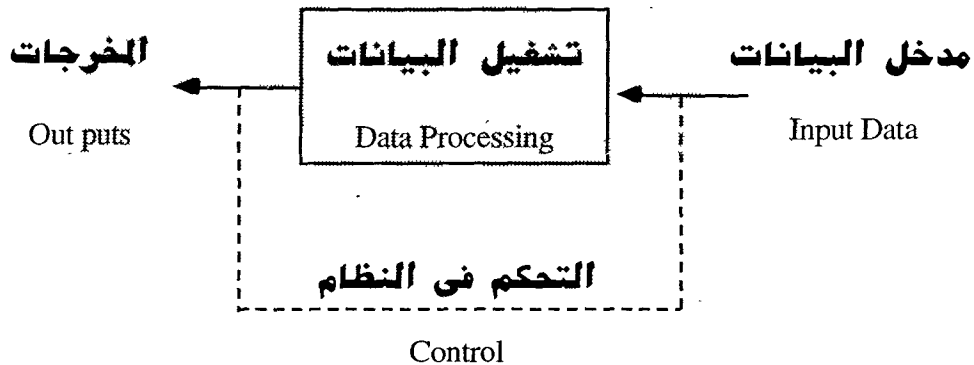 مدخل البيانات
Input Data
تشغيل البيانات
Data Processing
المخرجات
Out puts
التحكم فى النظام
Control